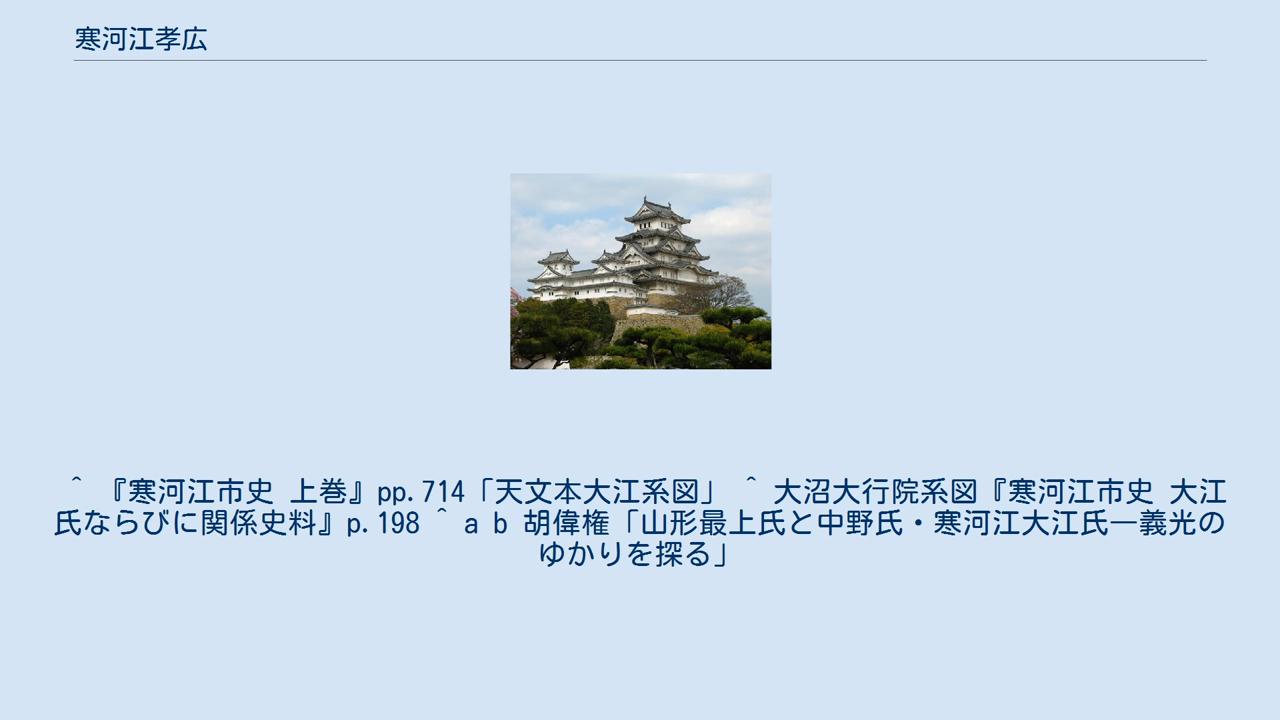 寒河江孝広
^ 『寒河江市史 上巻』pp.714「天文本大江系図」 ^ 大沼大行院系図『寒河江市史 大江
氏ならびに関係史料』p.198 ^ a b 胡偉権「山形最上氏と中野氏・寒河江大江氏―義光の
ゆかりを探る」